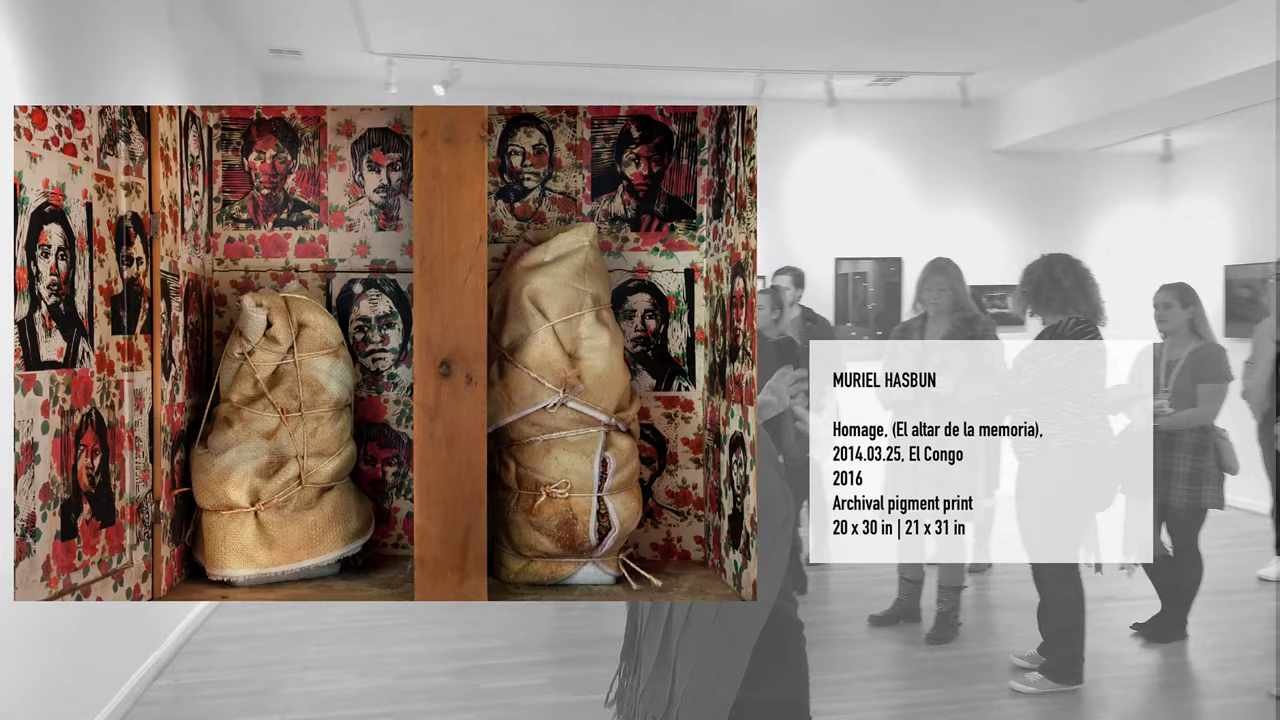 MURIEL HASBUN
Homage, (El altar de la memoria),
2014.03.25, El Congo
2016
Archival pigment print
20 x 30 in | 21 x 31 in